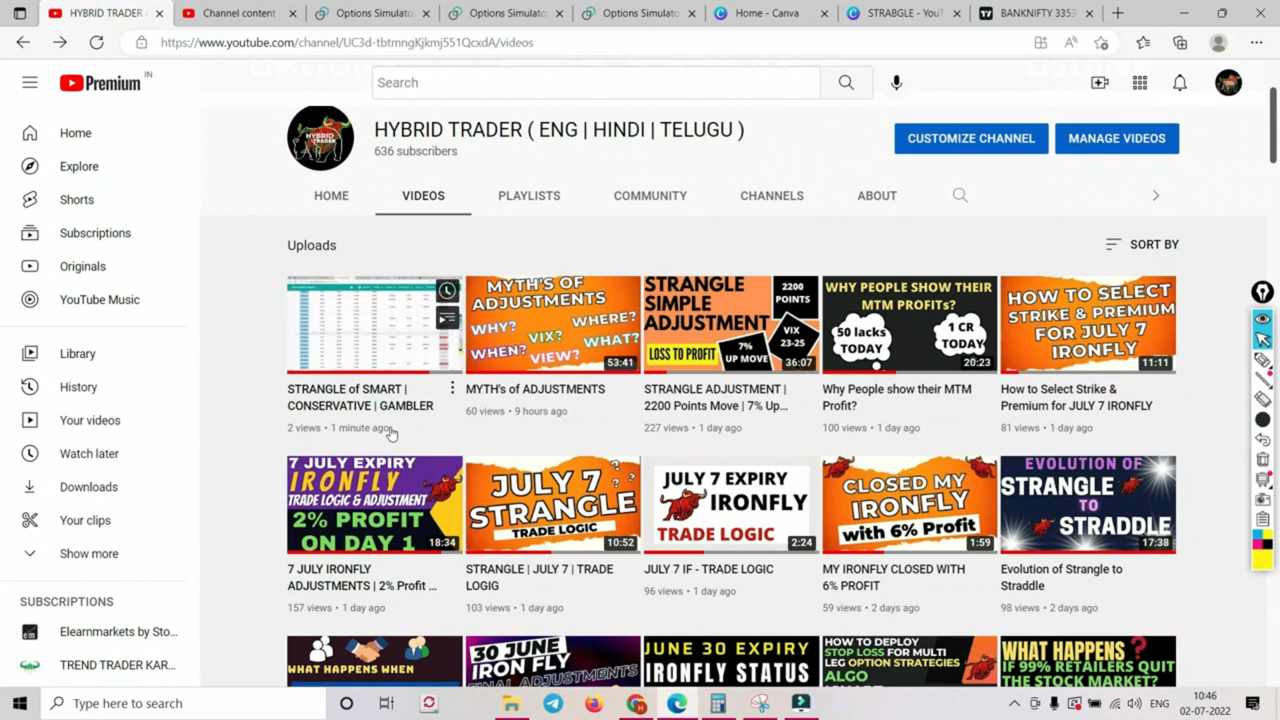 HYBRID TRADER (
Channel content
Options Simulato
Options Simulato
Options Simulato
Home - Canva
STRABGLE - YouT
BANKNIFTY 3353
https://www.youtube.com/channel/UC3d-tbtmngKjkmj551QcxdA/videos
Premium IN
Search
HYBRID TRADER
HYBRID TRADER ( ENG | HINDI | TELUGU )
636 subscribers
CUSTOMIZE CHANNEL
MANAGE VIDEOS
HOME
VIDEOS
PLAYLISTS
COMMUNITY
CHANNELS
ABOUT
Home
Explore
Shorts
Subscriptions
Originals
YouTube Music
Library
History
Your videos
Watch later
Downloads
Your clips
Show more
SUBSCRIPTIONS
Elearnmarkets by Sto...
TREND TRADER KAR...
Uploads
SORT BY
STRANGLE of SMART |
CONSERVATIVE | GAMBLER
2 views • 1 minute ago
MYTH'S OF
ADJUSTMENTS
WHY?
WHERE?
VIX?
WHAT?
WHEN?
VIEW?
53:41
MYTH's of ADJUSTMENTS
60 views • 9 hours ago
STRANGLE
SIMPLE
ADJUSTMENT
2200
POINTS
VIX
23-25
LOSS TO PROFIT
7%
UP MOVE
36:07
STRANGLE ADJUSTMENT |
2200 Points Move | 7% Up...
227 views • 1 day ago
WHY PEOPLE SHOW THEIR
MTM PROFITs?
50 lacks
TODAY
1 CR
TODAY
20:23
Why People show their MTM
Profit?
100 views • 1 day ago
HOW TO SELECT
STRIKE &
PREMIUM
FOR JULY 7
IRONFLY
11:11
How to Select Strike &
Premium for JULY 7 IRONFLY
81 views • 1 day ago
7 JULY EXPIRY
IRONFLY
TRADE LOGIC & ADJUSTMENT
2% PROFIT
ON DAY 1
18:34
7 JULY IRONFLY
ADJUSTMENTS | 2% Profit ...
157 views • 1 day ago
JULY 7
STRANGLE
TRADE LOGIC
10:52
STRANGLE | JULY 7 | TRADE
LOGIG
103 views • 1 day ago
JULY 7 EXPIRY
IRONFLY
TRADE LOGIC
2:24
JULY 7 IF - TRADE LOGIC
96 views • 1 day ago
CLOSED MY
IRONFLY
with 6% Profit
1:59
MY IRONFLY CLOSED WITH
6% PROFIT
59 views • 2 days ago
EVOLUTION OF
STRANGLE
TO
STRADDLE
17:38
Evolution of Strangle to
Straddle
98 views • 2 days ago
WHAT HAPPENS WHEN
30 JUNE
IRON FLY
FINAL ADJUSTMENTS
JUNE 30 EXPIRY
IRONFLY STATUS
HOW TO DEPLOY
STOP LOSS FOR MULTI
LEG OPTION STRATEGIES
ALGO
WHAT HAPPENS ?
IF 99% RETAILERS QUIT
THE STOCK MARKET?
Type here to search
ENG
10:46
02-07-2022